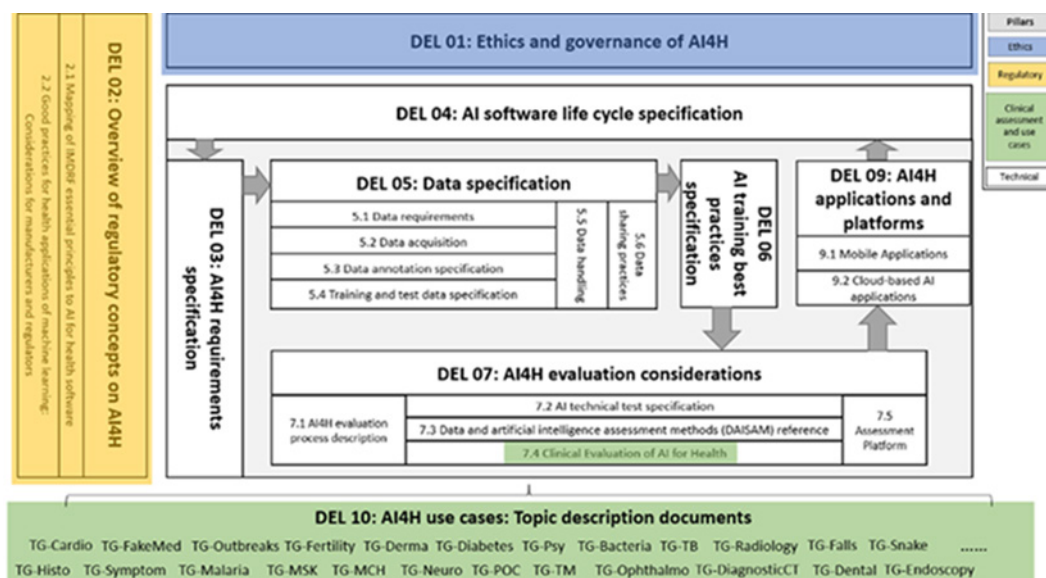 DEL 01: Ethics and governance of AI4H
Pillars
Ethics
Regulatory
Clinical
assessment
and use
cases
Technical
DEL 02: Overview of regulatory concepts on AI4H
2.1 Mapping of IMDRF essential principles to AI for health software
2.2 Good practices for health applications of machine learning:
Considerations for manufacturers and regulators
DEL 04: AI software life cycle specification
DEL 03: AI4H requirements
specification
DEL 05: Data specification
5.1 Data requirements
5.2 Data acquisition
5.3 Data annotation specification
5.4 Training and test data specification
5.5 Data handling
5.6 Data
sharing practices
DEL 06
AI training best
practices
specification
DEL 09: AI4H
applications and
platforms
9.1 Mobile Applications
9.2 Cloud-based AI
applications
DEL 07: AI4H evaluation considerations
7.1 AI4H evaluation
process description
7.2 AI technical test specification
7.3 Data and artificial intelligence assessment methods (DAISAM) reference
7.4 Clinical Evaluation of AI for Health
7.5
Assessment
Platform
DEL 10: AI4H use cases: Topic description documents
TG-Cardio TG-FakeMed TG-Outbreaks TG-Fertility TG-Derma TG-Diabetes TG-Psy TG-Bacteria TG-TB TG-Radiology TG-Falls TG-Snake ......
TG-Histo TG-Symptom TG-Malaria TG-MSK TG-MCH TG-Neuro TG-POC TG-TM TG-Ophthalmo TG-DiagnosticCT TG-Dental TG-Endoscopy